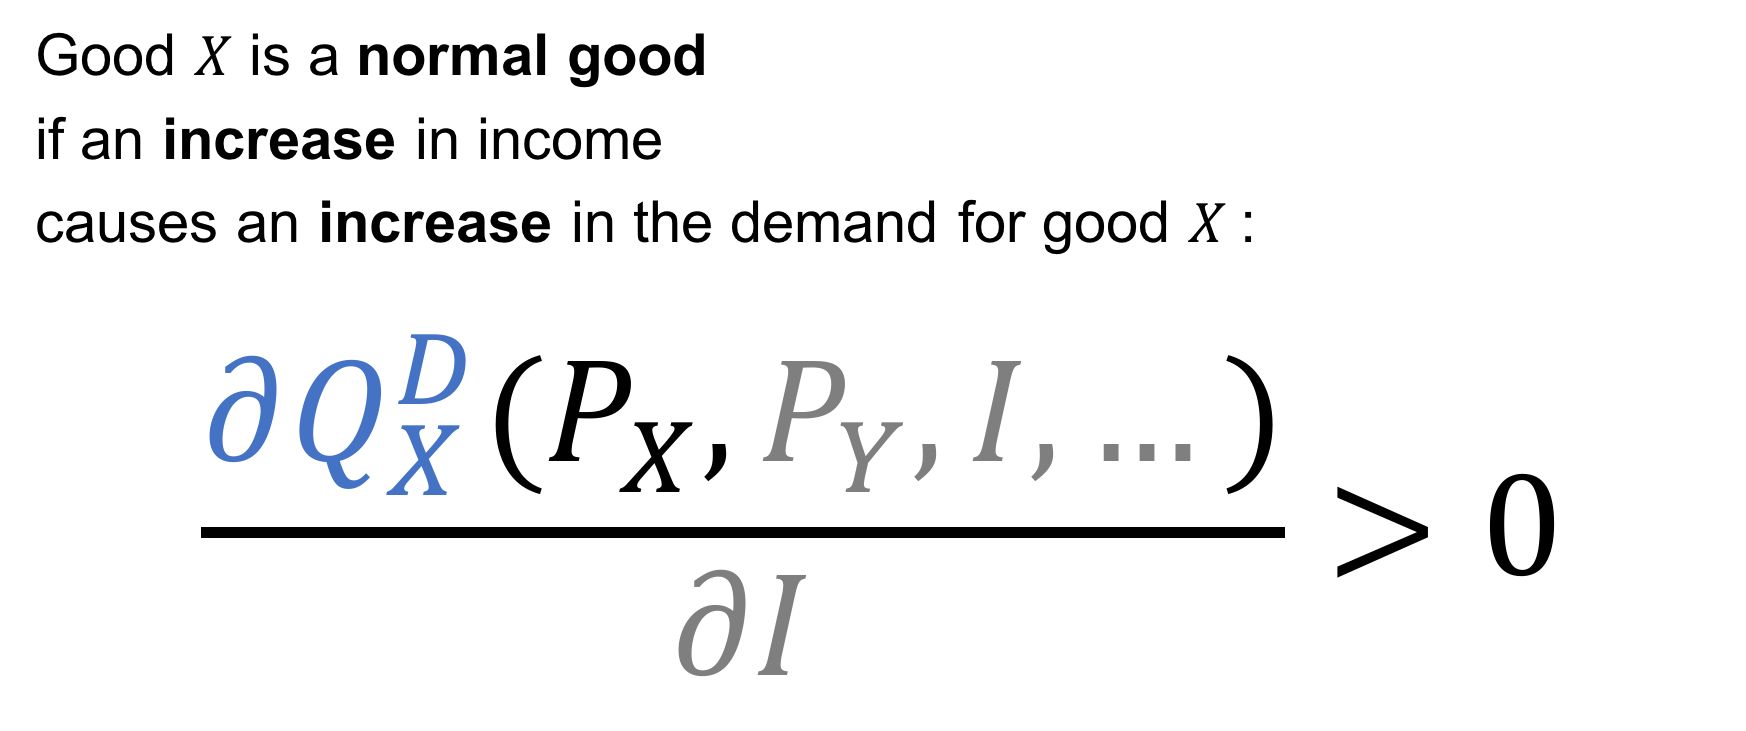 Good X is a normal good
if an increase in income
causes an increase in the demand for good X :
∂Q_X^D(P_X, P_Y, I, ...)
∂I
> 0